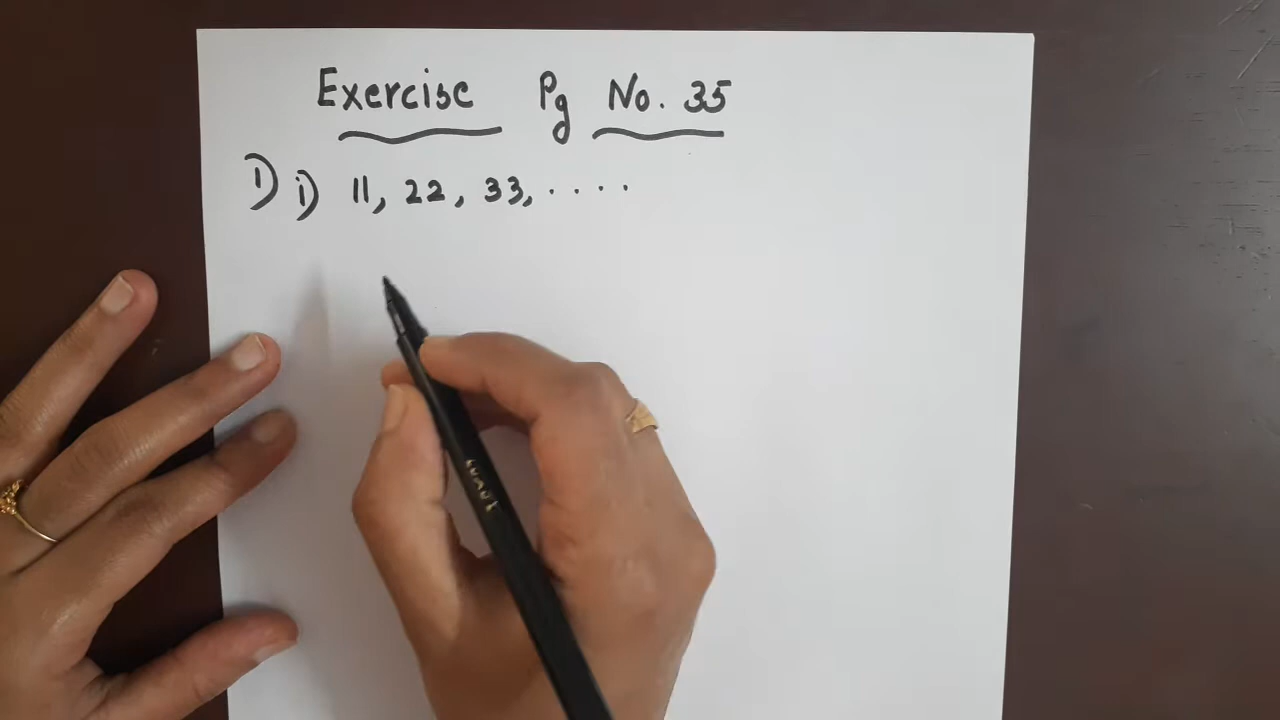 Exercise Pg No. 35
1) i) 11, 22, 33, ....